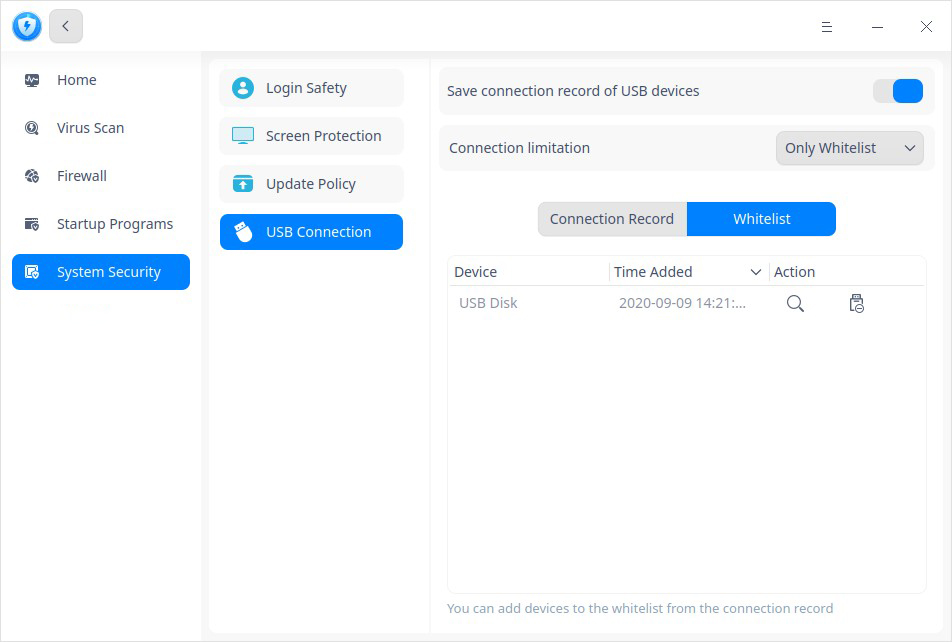 Home
Virus Scan
Firewall
Startup Programs
System Security
Login Safety
Screen Protection
Update Policy
USB Connection
Save connection record of USB devices
Connection limitation
Only Whitelist
Connection Record
Whitelist
Device
Time Added
Action
USB Disk
2020-09-09 14:21:...
You can add devices to the whitelist from the connection record